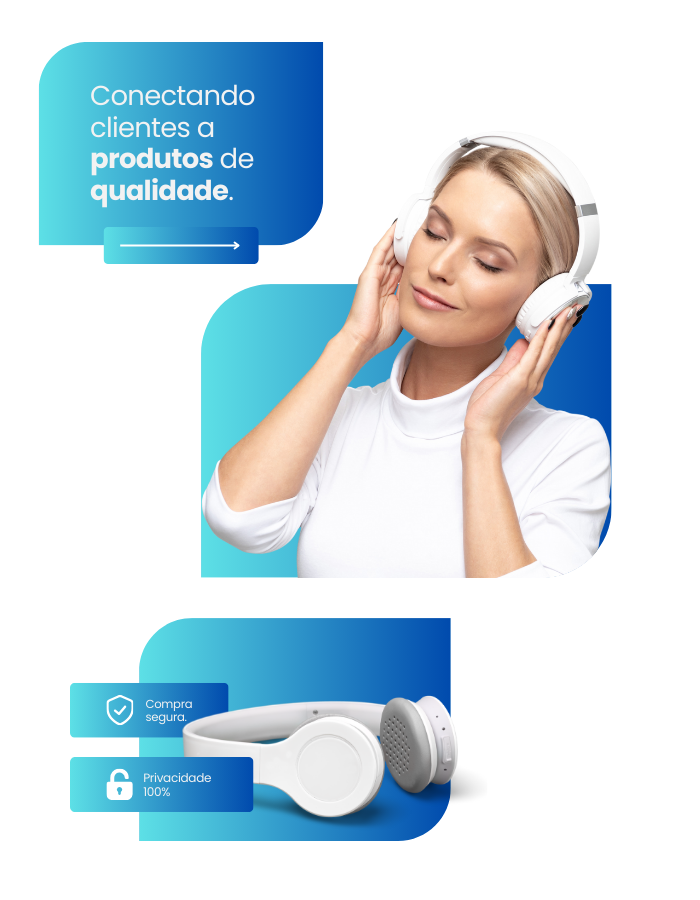 Conectando
clientes a
produtos de
qualidade.
Compra
segura.
Privacidade
100%